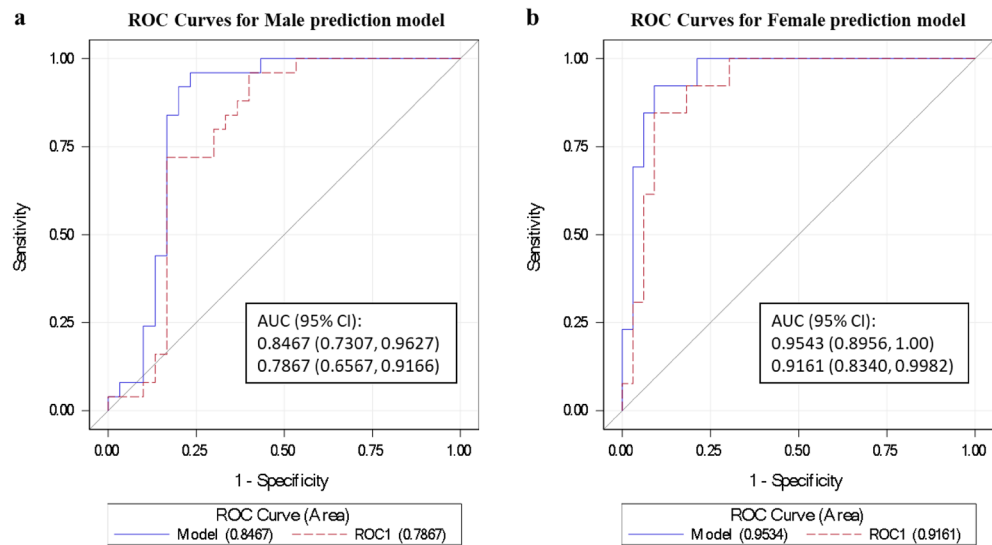 a
ROC Curves for Male prediction model
1.00
0.75
0.50
0.25
0.00
Sensitivity
AUC (95% CI):
0.8467 (0.7307, 0.9627)
0.7867 (0.6567, 0.9166)
0.00 0.25 0.50 0.75 1.00
1 - Specificity
ROC Curve (Area)
Model (0.8467) ROC1 (0.7867)
b
ROC Curves for Female prediction model
1.00
0.75
0.50
0.25
0.00
Sensitivity
AUC (95% CI):
0.9543 (0.8956, 1.00)
0.9161 (0.8340, 0.9982)
0.00 0.25 0.50 0.75 1.00
1 - Specificity
ROC Curve (Area)
Model (0.9534) ROC1 (0.9161)